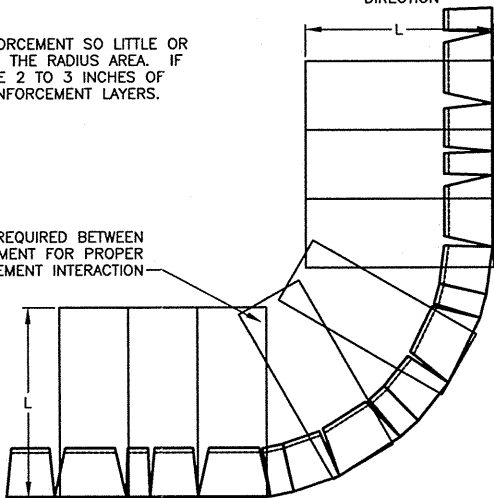 DIRECTION
L
ORCEMENT SO LITTLE OR
THE RADIUS AREA. IF
E 2 TO 3 INCHES OF
NFORCEMENT LAYERS.
REQUIRED BETWEEN
MENT FOR PROPER
EMENT INTERACTION
L